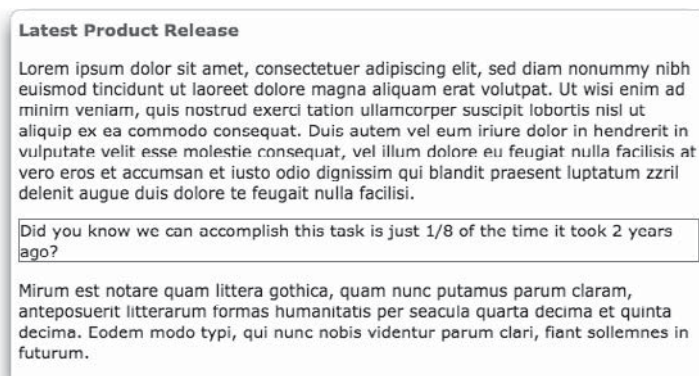 Latest Product Release
Lorem ipsum dolor sit amet, consectetuer adipiscing elit, sed diam nonummy nibh
euismod tincidunt ut laoreet dolore magna aliquam erat volutpat. Ut wisi enim ad
minim veniam, quis nostrud exerci tation ullamcorper suscipit lobortis nisl ut
aliquip ex ea commodo consequat. Duis autem vel eum iriure dolor in hendrerit in
vulputate velit esse molestie consequat, vel illum dolore eu feugiat nulla facilisis at
vero eros et accumsan et iusto odio dignissim qui blandit praesent luptatum zzril
delenit augue duis dolore te feugait nulla facilisi.
Did you know we can accomplish this task is just 1/8 of the time it took 2 years
ago?
Mirum est notare quam littera gothica, quam nunc putamus parum claram,
anteposuerit litterarum formas humanitatis per seacula quarta decima et quinta
decima. Eodem modo typi, qui nunc nobis videntur parum clari, fiant sollemnes in
futurum.